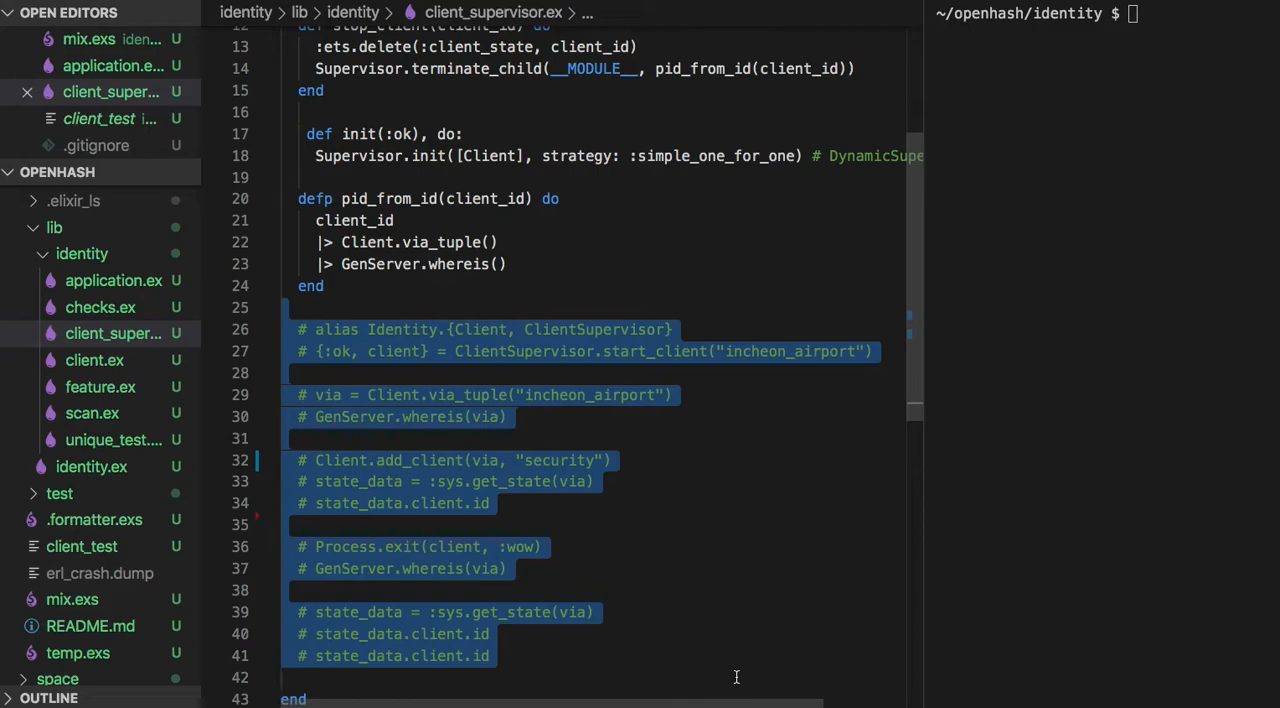 OPEN EDITORS
mix.exs iden... U
application.e... U
client_super... U
client_test i... U
.gitignore U
OPENHASH
.elixir_ls
lib
identity
application.ex U
checks.ex U
client_super... U
client.ex U
feature.ex U
scan.ex U
unique_test.... U
identity.ex U
test
.formatter.exs U
client_test U
erl_crash.dump
mix.exs U
README.md U
temp.exs U
space
OUTLINE
identity > lib > identity > client_supervisor.ex > ...
12 def stop_client(client_id) do
13 :ets.delete(:client_state, client_id)
14 Supervisor.terminate_child(__MODULE__, pid_from_id(client_id))
15 end
16
17 def init(:ok), do:
18 Supervisor.init([Client], strategy: :simple_one_for_one) # DynamicSupe
19
20 defp pid_from_id(client_id) do
21 client_id
22 |> Client.via_tuple()
23 |> GenServer.whereis()
24 end
25
26 # alias Identity.{Client, ClientSupervisor}
27 # {:ok, client} = ClientSupervisor.start_client("incheon_airport")
28
29 # via = Client.via_tuple("incheon_airport")
30 # GenServer.whereis(via)
31
32 # Client.add_client(via, "security")
33 # state_data = :sys.get_state(via)
34 # state_data.client.id
35
36 # Process.exit(client, :wow)
37 # GenServer.whereis(via)
38
39 # state_data = :sys.get_state(via)
40 # state_data.client.id
41 # state_data.client.id
42
43 end
~/openhash/identity $